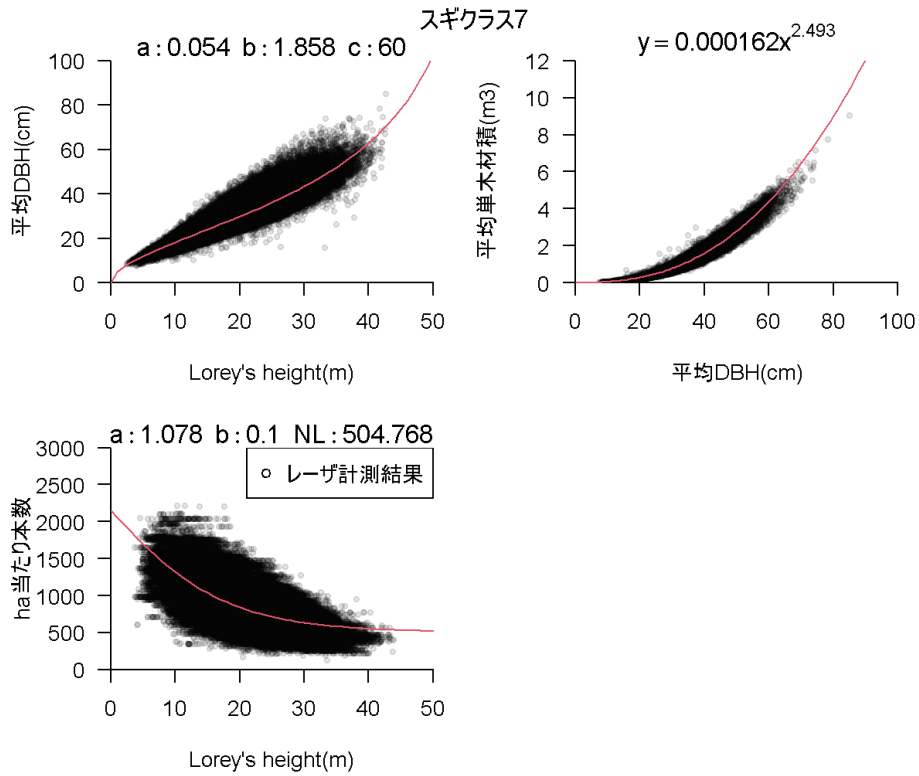 スギクラス7
a : 0.054 b : 1.858 c : 60
平均DBH(cm)
100
80
60
40
20
0
0 10 20 30 40 50
Lorey's height(m)
y = 0.000162x^2.493
平均単木材積(m3)
12
10
8
6
4
2
0
0 20 40 60 80 100
平均DBH(cm)
a : 1.078 b : 0.1 NL : 504.768
レーザ計測結果
ha当たり本数
3000
2500
2000
1500
1000
500
0
0 10 20 30 40 50
Lorey's height(m)